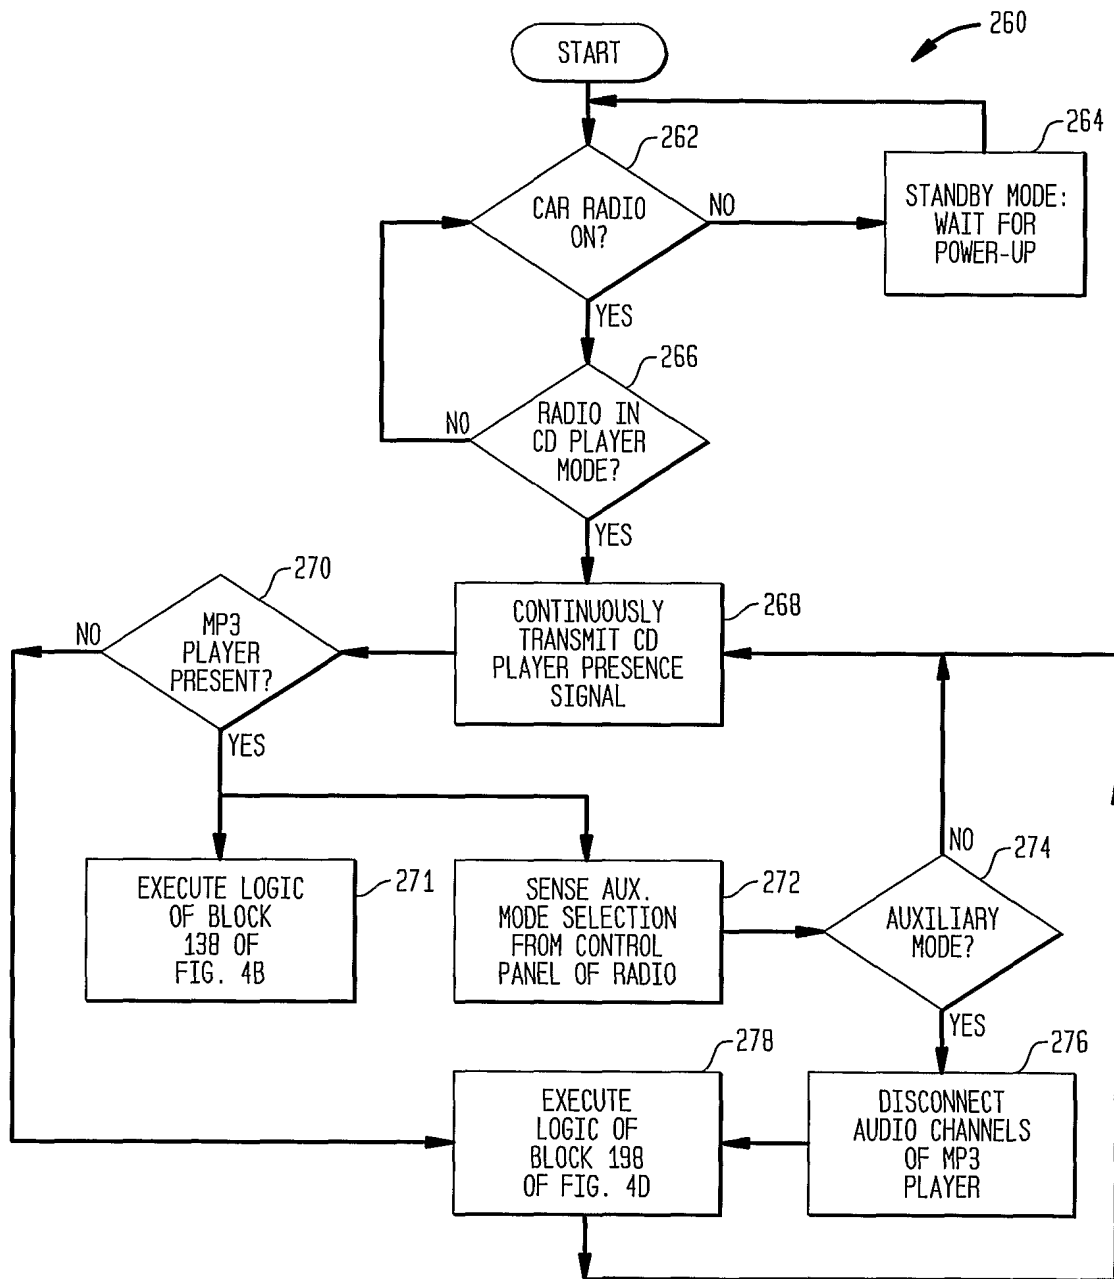 260
START
262
264
CAR RADIO
ON?
NO
STANDBY MODE:
WAIT FOR
POWER-UP
YES
266
RADIO IN
CD PLAYER
MODE?
NO
YES
270
MP3
PLAYER
PRESENT?
NO
CONTINUOUSLY
TRANSMIT CD
PLAYER PRESENCE
SIGNAL
268
YES
EXECUTE LOGIC
OF BLOCK
138 OF
FIG. 4B
271
SENSE AUX.
MODE SELECTION
FROM CONTROL
PANEL OF RADIO
272
NO
274
AUXILIARY
MODE?
YES
278
EXECUTE
LOGIC OF
BLOCK 198
OF FIG. 4D
276
DISCONNECT
AUDIO CHANNELS
OF MP3
PLAYER